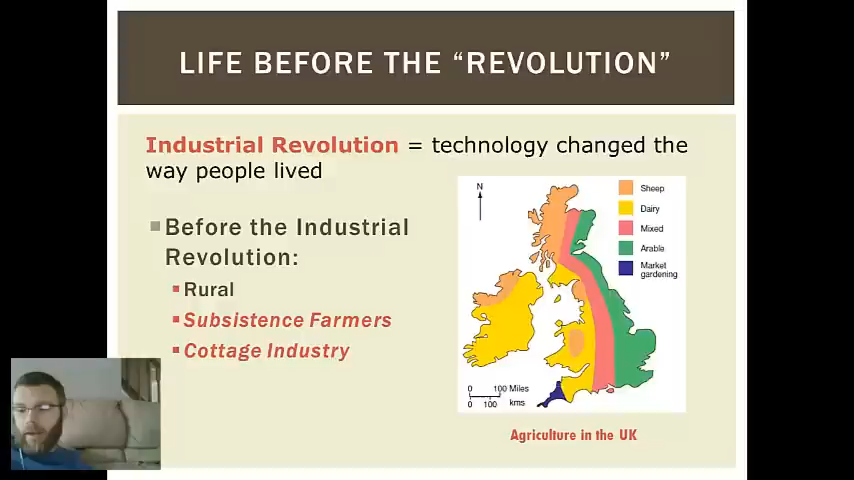 LIFE BEFORE THE “REVOLUTION”
Industrial Revolution = technology changed the
way people lived
Before the Industrial
Revolution:
Rural
Subsistence Farmers
Cottage Industry
N
Sheep
Dairy
Mixed
Arable
Market
gardening
0 100 Miles
0 100 kms
Agriculture in the UK